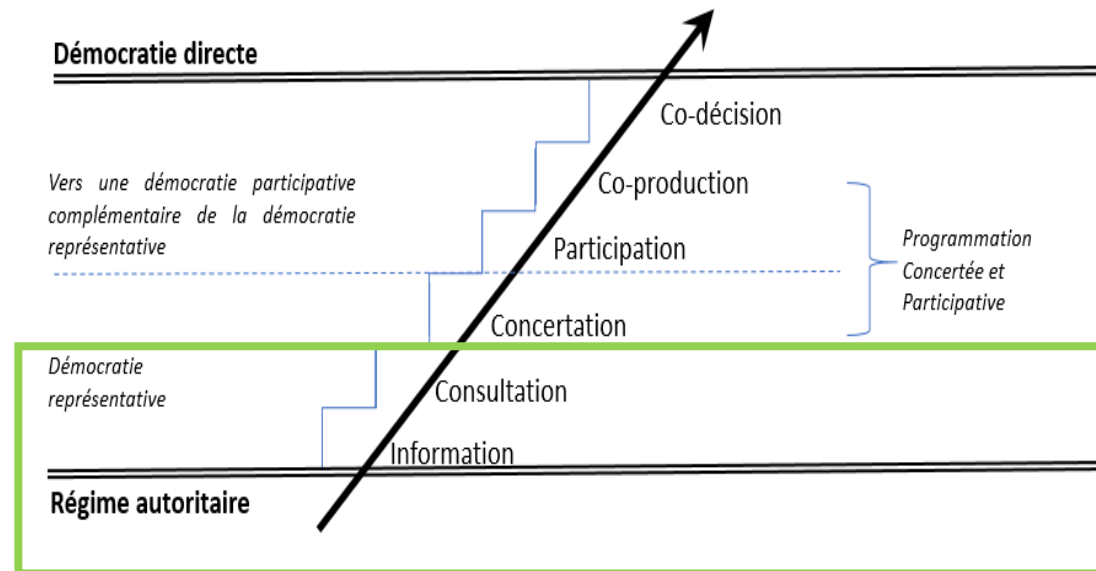 Démocratie directe
Co-décision
Vers une démocratie participative
complémentaire de la démocratie
représentative
Co-production
Participation
Programmation
Concertée et
Participative
Concertation
Démocratie
représentative
Consultation
Information
Régime autoritaire